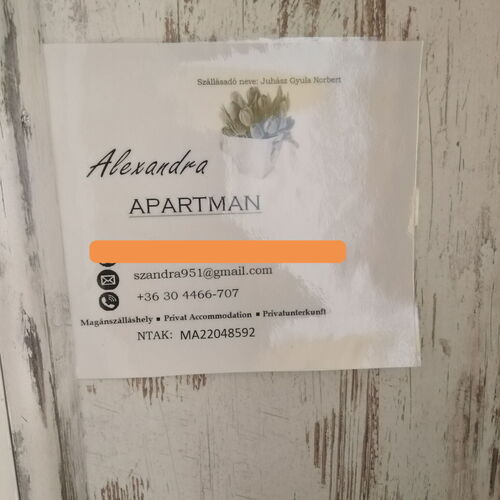 Szállásadó neve: Juhász Gyula Norbert
Alexandra
APARTMAN
szandra951@gmail.com
+36 30 4466-707
Magánszálláshely ▪ Privat Accommodation ▪ Privatunterkunft
NTAK: MA22048592